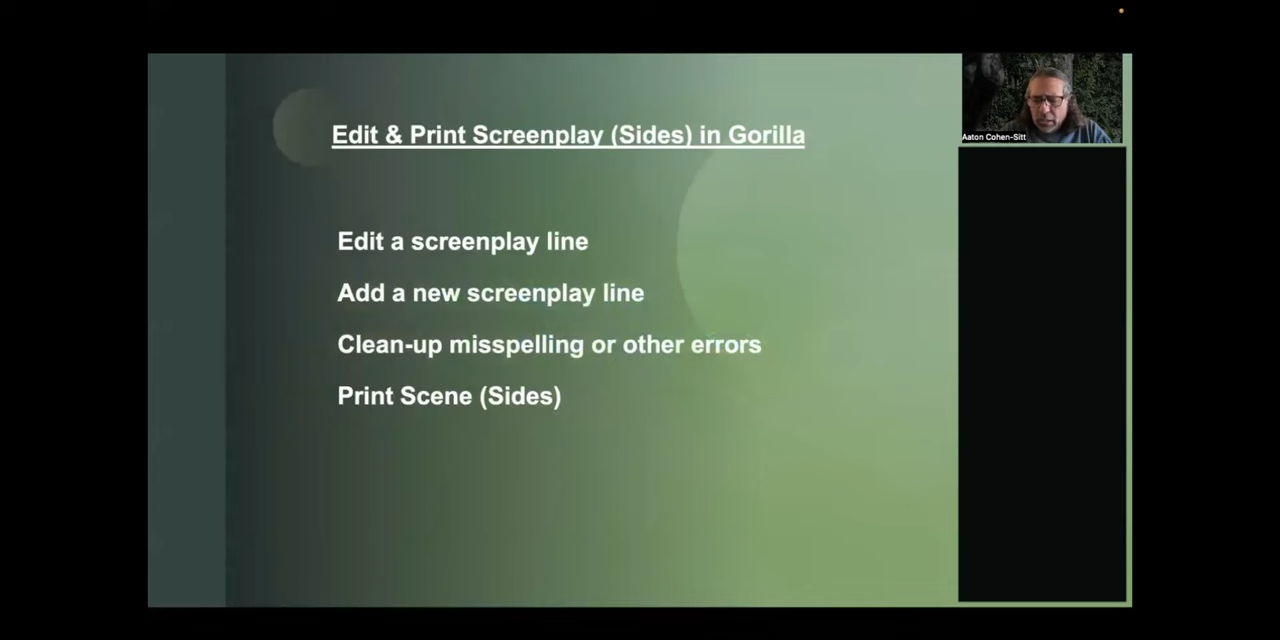 Edit & Print Screenplay (Sides) in Gorilla
Aaton Cohen-Sitt
Edit a screenplay line
Add a new screenplay line
Clean-up misspelling or other errors
Print Scene (Sides)